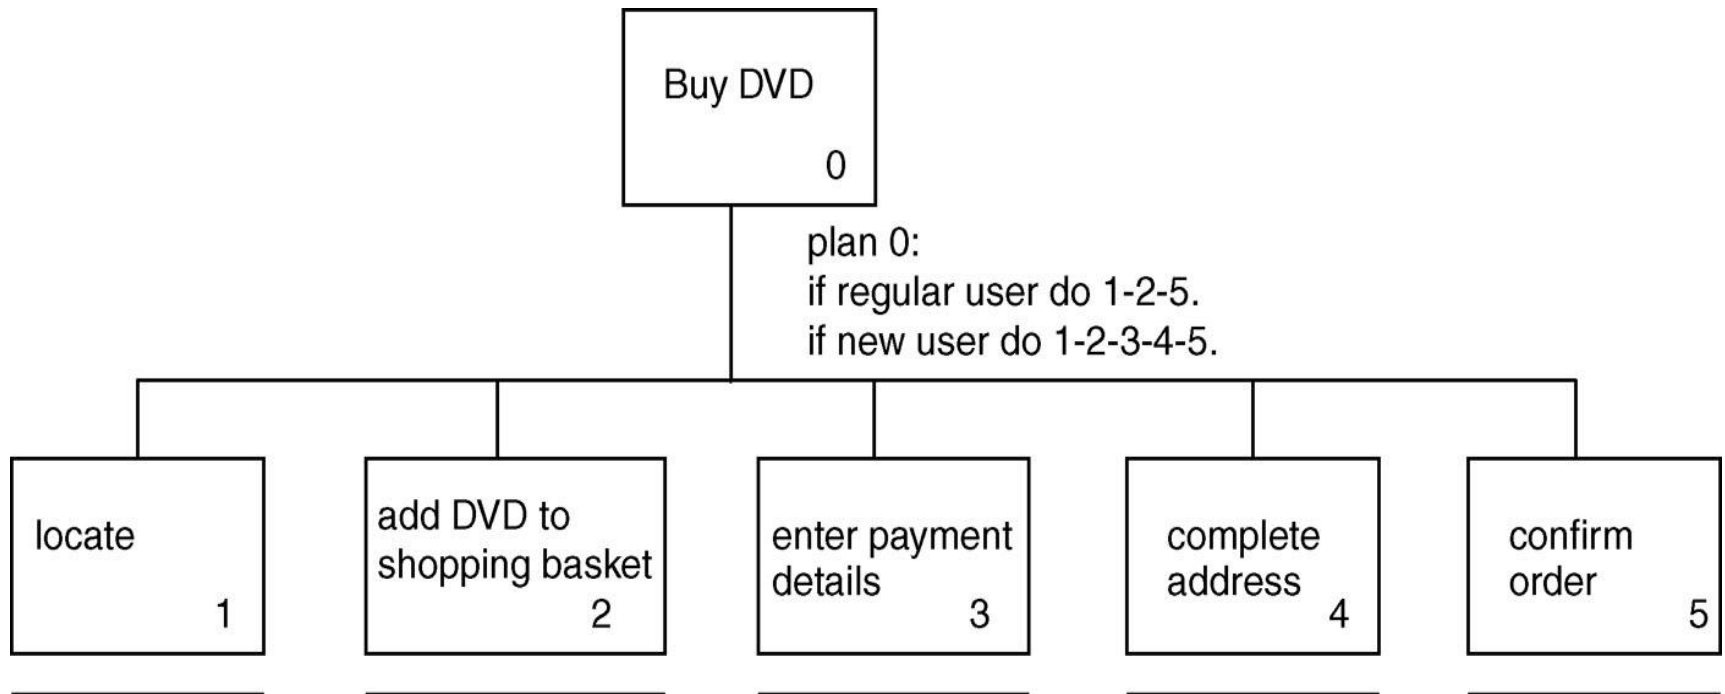 Buy DVD
0
plan 0:
if regular user do 1-2-5.
if new user do 1-2-3-4-5.
locate
1
add DVD to
shopping basket
2
enter payment
details
3
complete
address
4
confirm
order
5